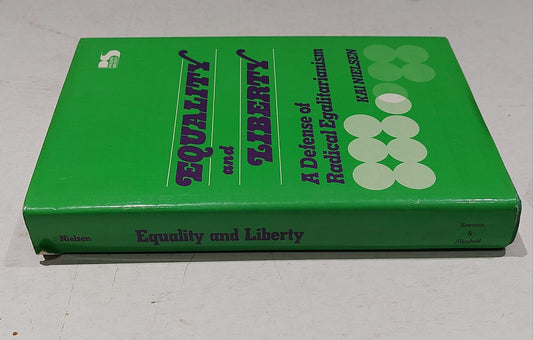 EQUALITY
and
LIBERTY
A Defense of
Radical Egalitarianism
KAI NIELSEN
Nielsen
Equality and Liberty
Rowman
&
Allanheld